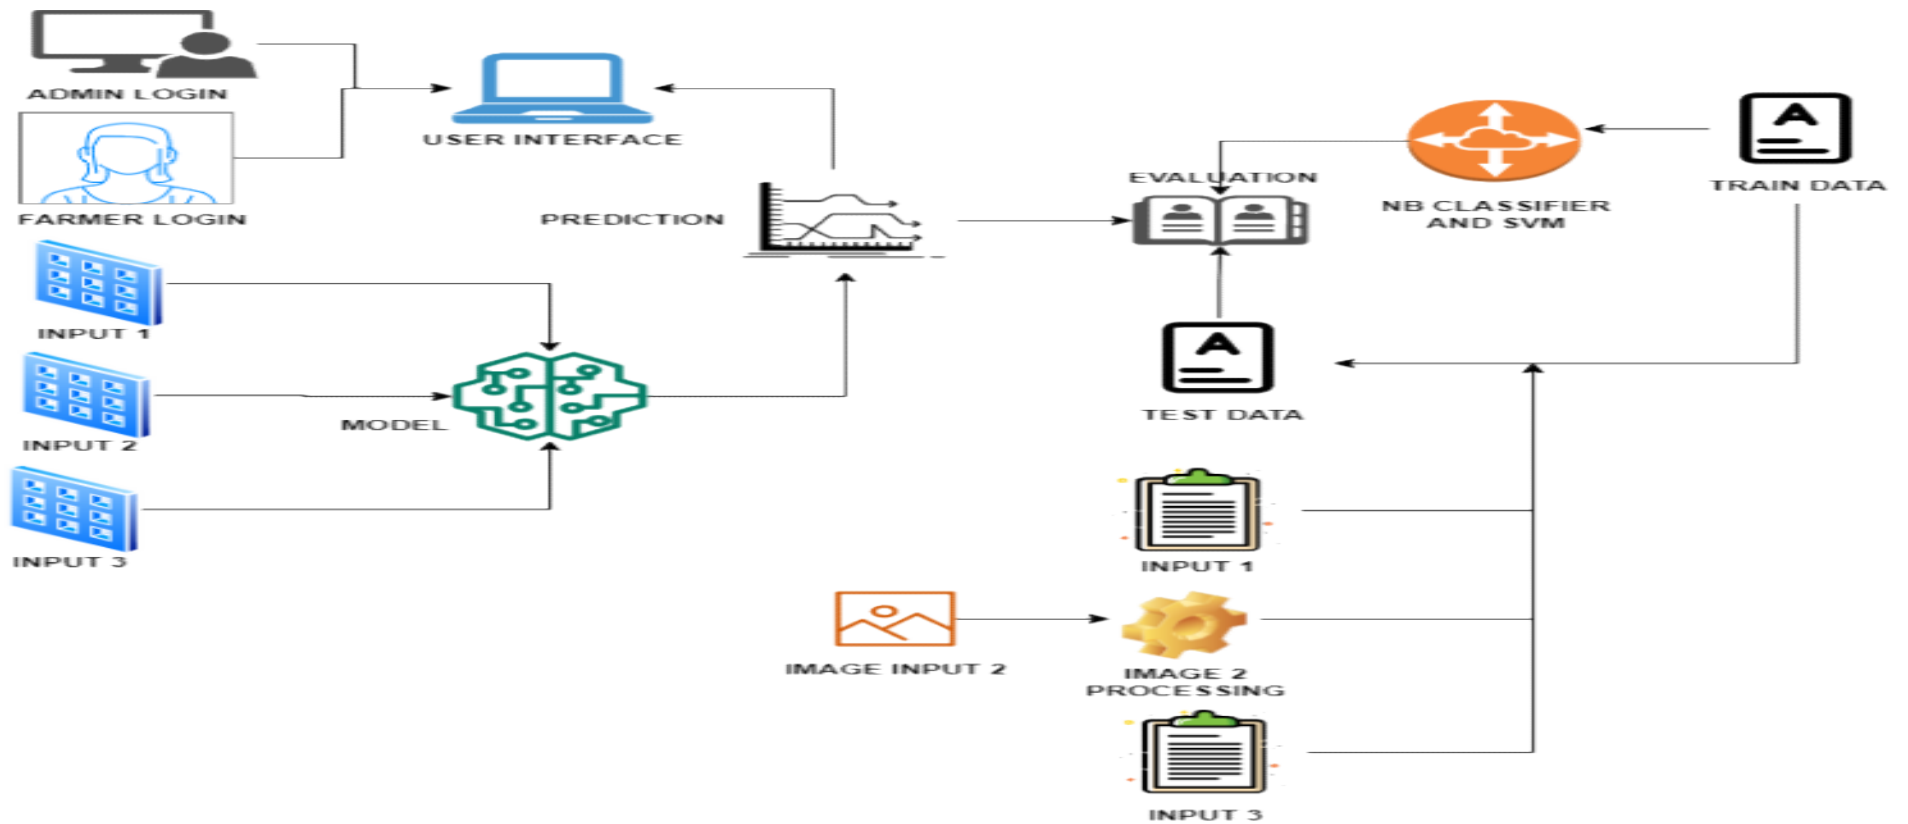 ADMIN LOGIN
FARMER LOGIN
USER INTERFACE
INPUT 1
INPUT 2
INPUT 3
MODEL
PREDICTION
EVALUATION
NB CLASSIFIER
AND SVM
A
TRAIN DATA
A
TEST DATA
INPUT 1
IMAGE INPUT 2
IMAGE 2
PROCESSING
INPUT 3